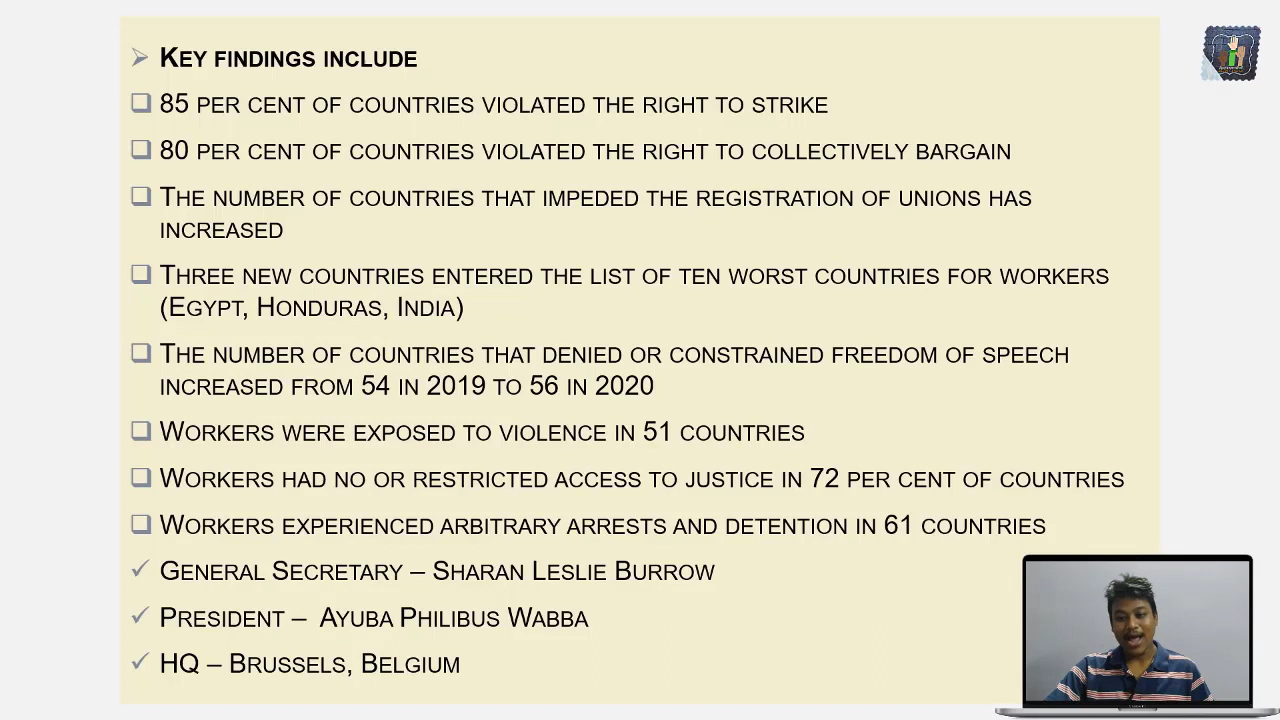 KEY FINDINGS INCLUDE
85 PER CENT OF COUNTRIES VIOLATED THE RIGHT TO STRIKE
80 PER CENT OF COUNTRIES VIOLATED THE RIGHT TO COLLECTIVELY BARGAIN
THE NUMBER OF COUNTRIES THAT IMPEDED THE REGISTRATION OF UNIONS HAS
INCREASED
THREE NEW COUNTRIES ENTERED THE LIST OF TEN WORST COUNTRIES FOR WORKERS
(EGYPT, HONDURAS, INDIA)
THE NUMBER OF COUNTRIES THAT DENIED OR CONSTRAINED FREEDOM OF SPEECH
INCREASED FROM 54 IN 2019 TO 56 IN 2020
WORKERS WERE EXPOSED TO VIOLENCE IN 51 COUNTRIES
WORKERS HAD NO OR RESTRICTED ACCESS TO JUSTICE IN 72 PER CENT OF COUNTRIES
WORKERS EXPERIENCED ARBITRARY ARRESTS AND DETENTION IN 61 COUNTRIES
GENERAL SECRETARY – SHARAN LESLIE BURROW
PRESIDENT – AYUBA PHILIBUS WABBA
HQ – BRUSSELS, BELGIUM